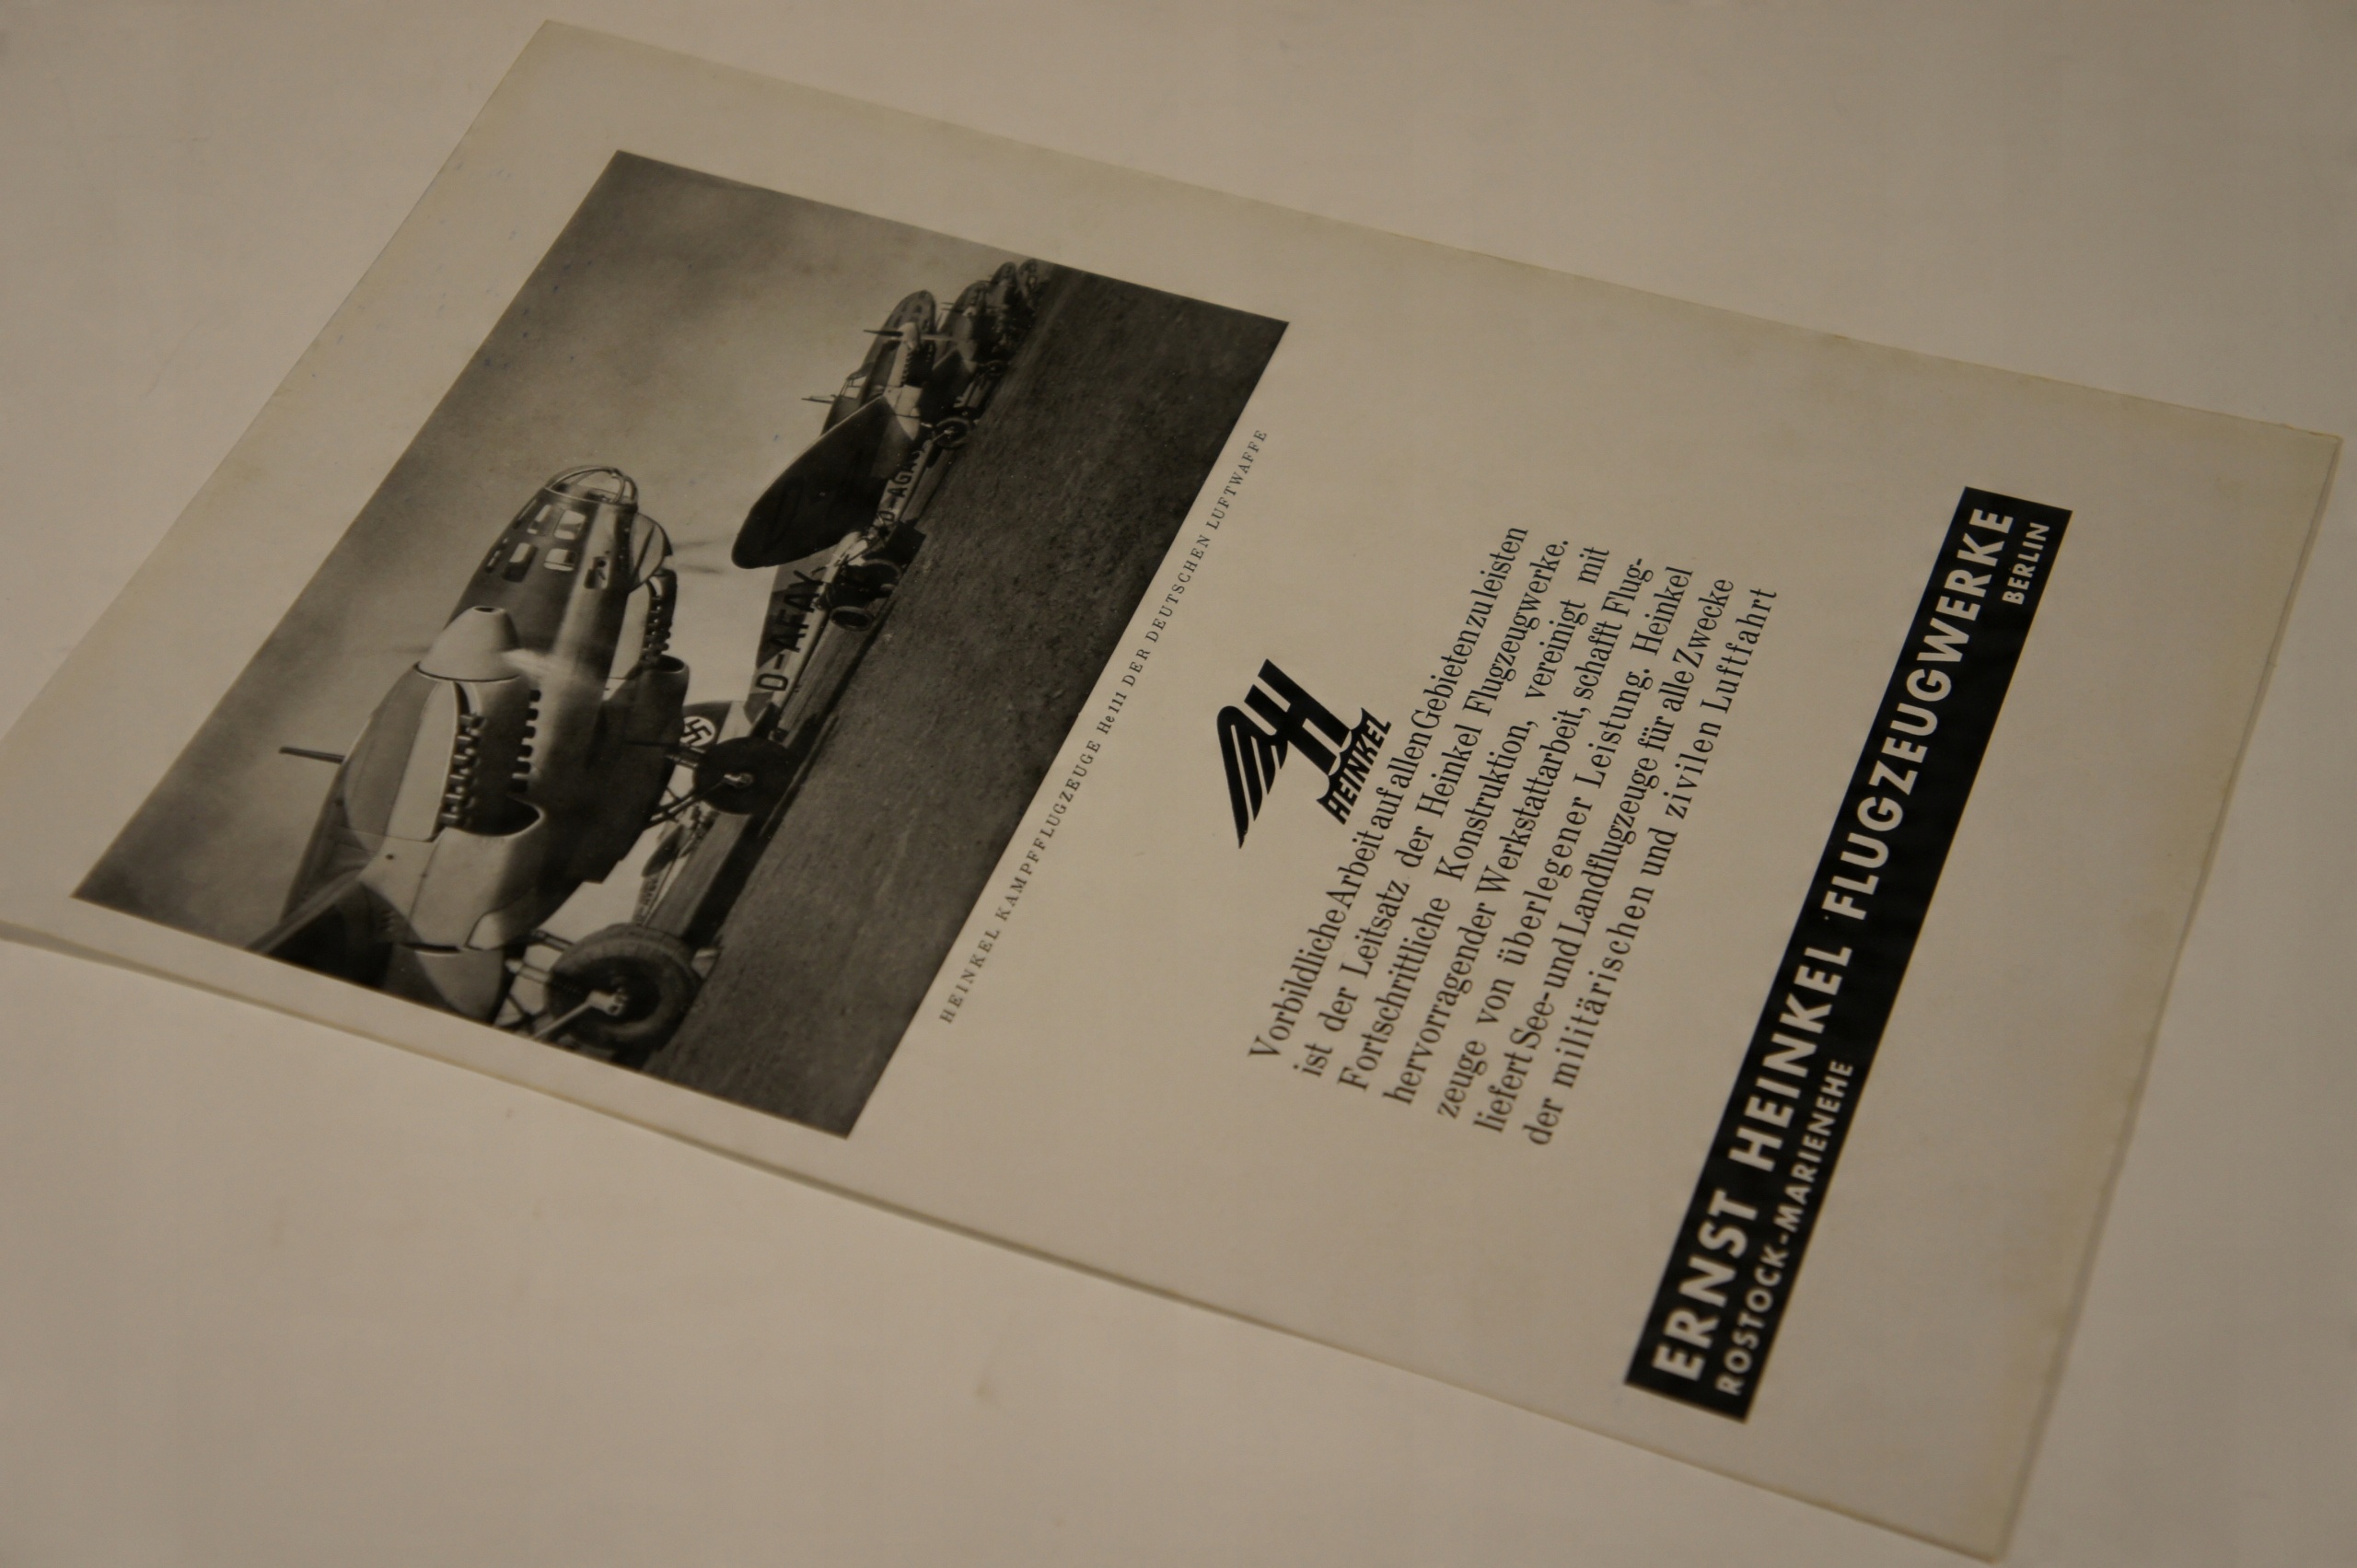 D-AFAY
HEINKEL KAMPFFLUGZEUGE He 111 DER DEUTSCHEN LUFTWAFFE
HEINKEL
Vorbildliche Arbeit auf allen Gebieten zu leisten
ist der Leitsatz der Heinkel Flugzeugwerke.
Fortschrittliche Konstruktion, vereinigt mit
hervorragender Werkstattarbeit, schafft Flug-
zeuge von überlegener Leistung. Heinkel
liefert See- und Landflugzeuge für alle Zwecke
der militärischen und zivilen Luftfahrt
ERNST HEINKEL FLUGZEUGWERKE
ROSTOCK-MARIENEHE BERLIN